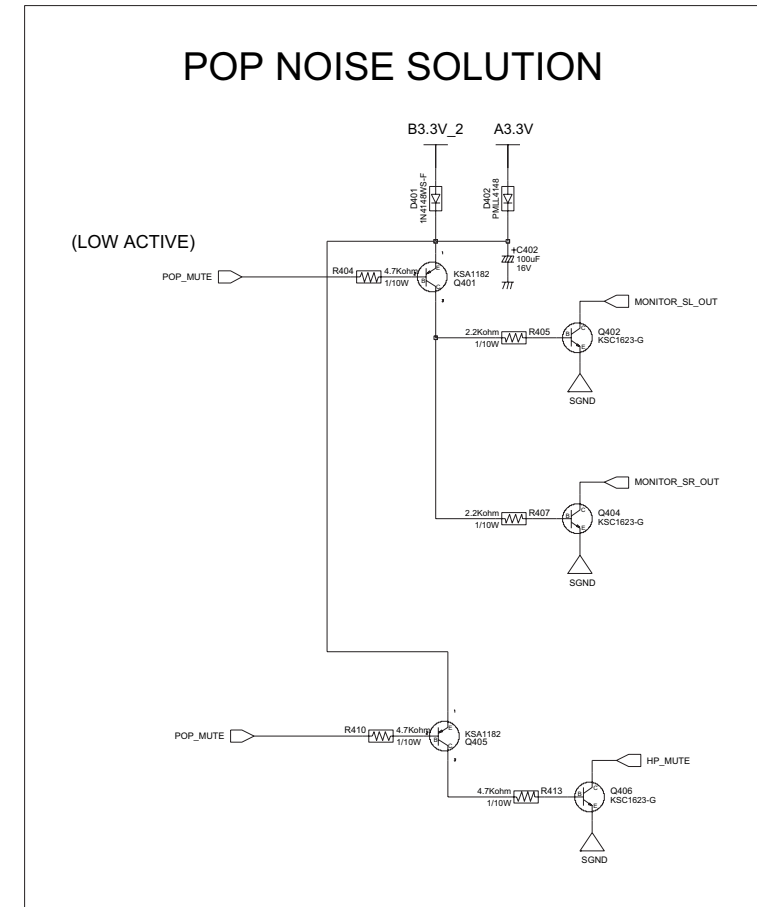 POP NOISE SOLUTION
B3.3V_2
A3.3V
D401
1N4148WS-F
D402
PMLL4148
(LOW ACTIVE)
+C402
100uF
16V
POP_MUTE
R404
4.7Kohm
1/10W
B
E
C
KSA1182
Q401
MONITOR_SL_OUT
2.2Kohm
R405
1/10W
B
C
E
Q402
KSC1623-G
SGND
MONITOR_SR_OUT
2.2Kohm
R407
1/10W
B
C
E
Q404
KSC1623-G
SGND
POP_MUTE
R410
4.7Kohm
1/10W
B
E
C
KSA1182
Q405
HP_MUTE
4.7Kohm
R413
1/10W
B
C
E
Q406
KSC1623-G
SGND